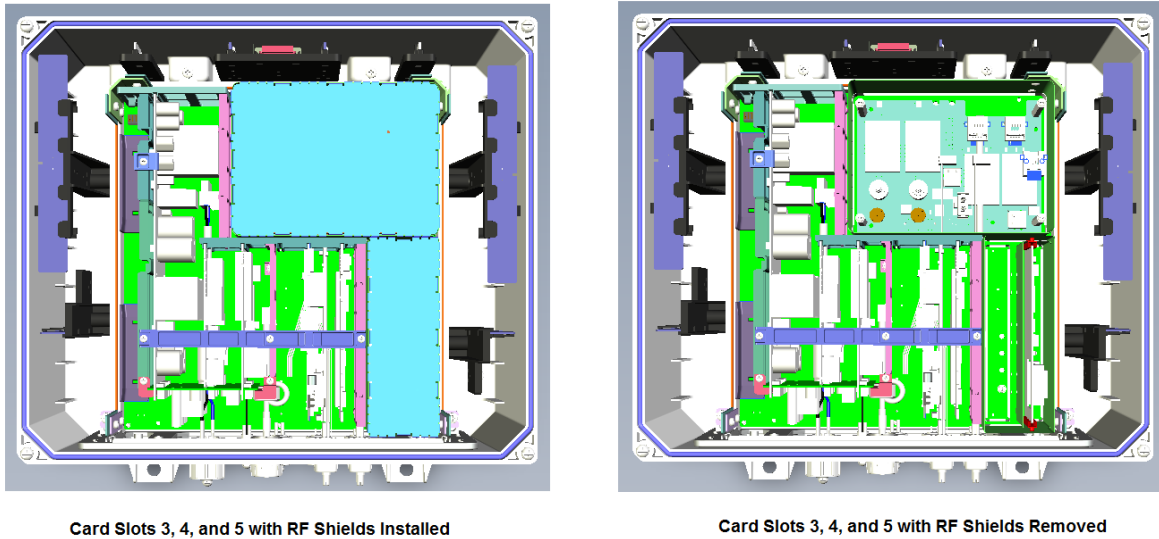 Card Slots 3, 4, and 5 with RF Shields Installed
Card Slots 3, 4, and 5 with RF Shields Removed